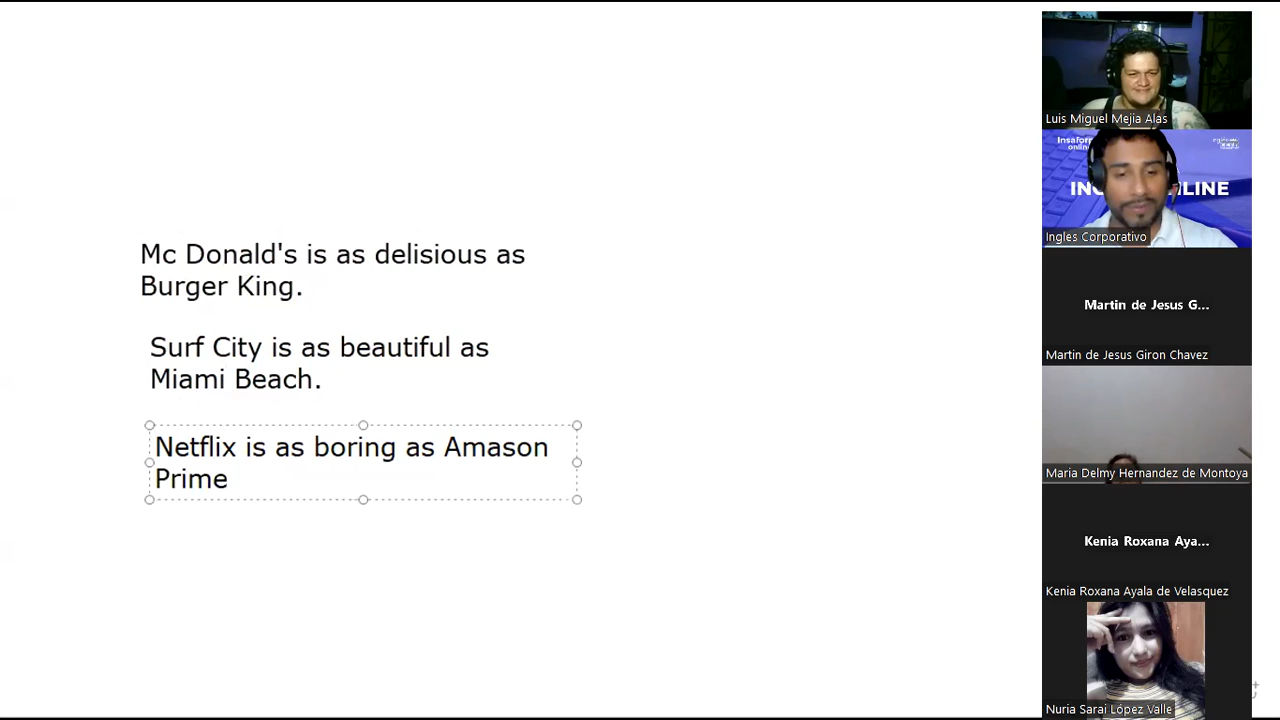 Mc Donald's is as delisious as
Burger King.
Surf City is as beautiful as
Miami Beach.
Netflix is as boring as Amason
Prime
Luis Miguel Mejia Alas
Ingles Corporativo
Martin de Jesus G...
Martin de Jesus Giron Chavez
Maria Delmy Hernandez de Montoya
Kenia Roxana Aya...
Kenia Roxana Ayala de Velasquez
Nuria Sarai López Valle